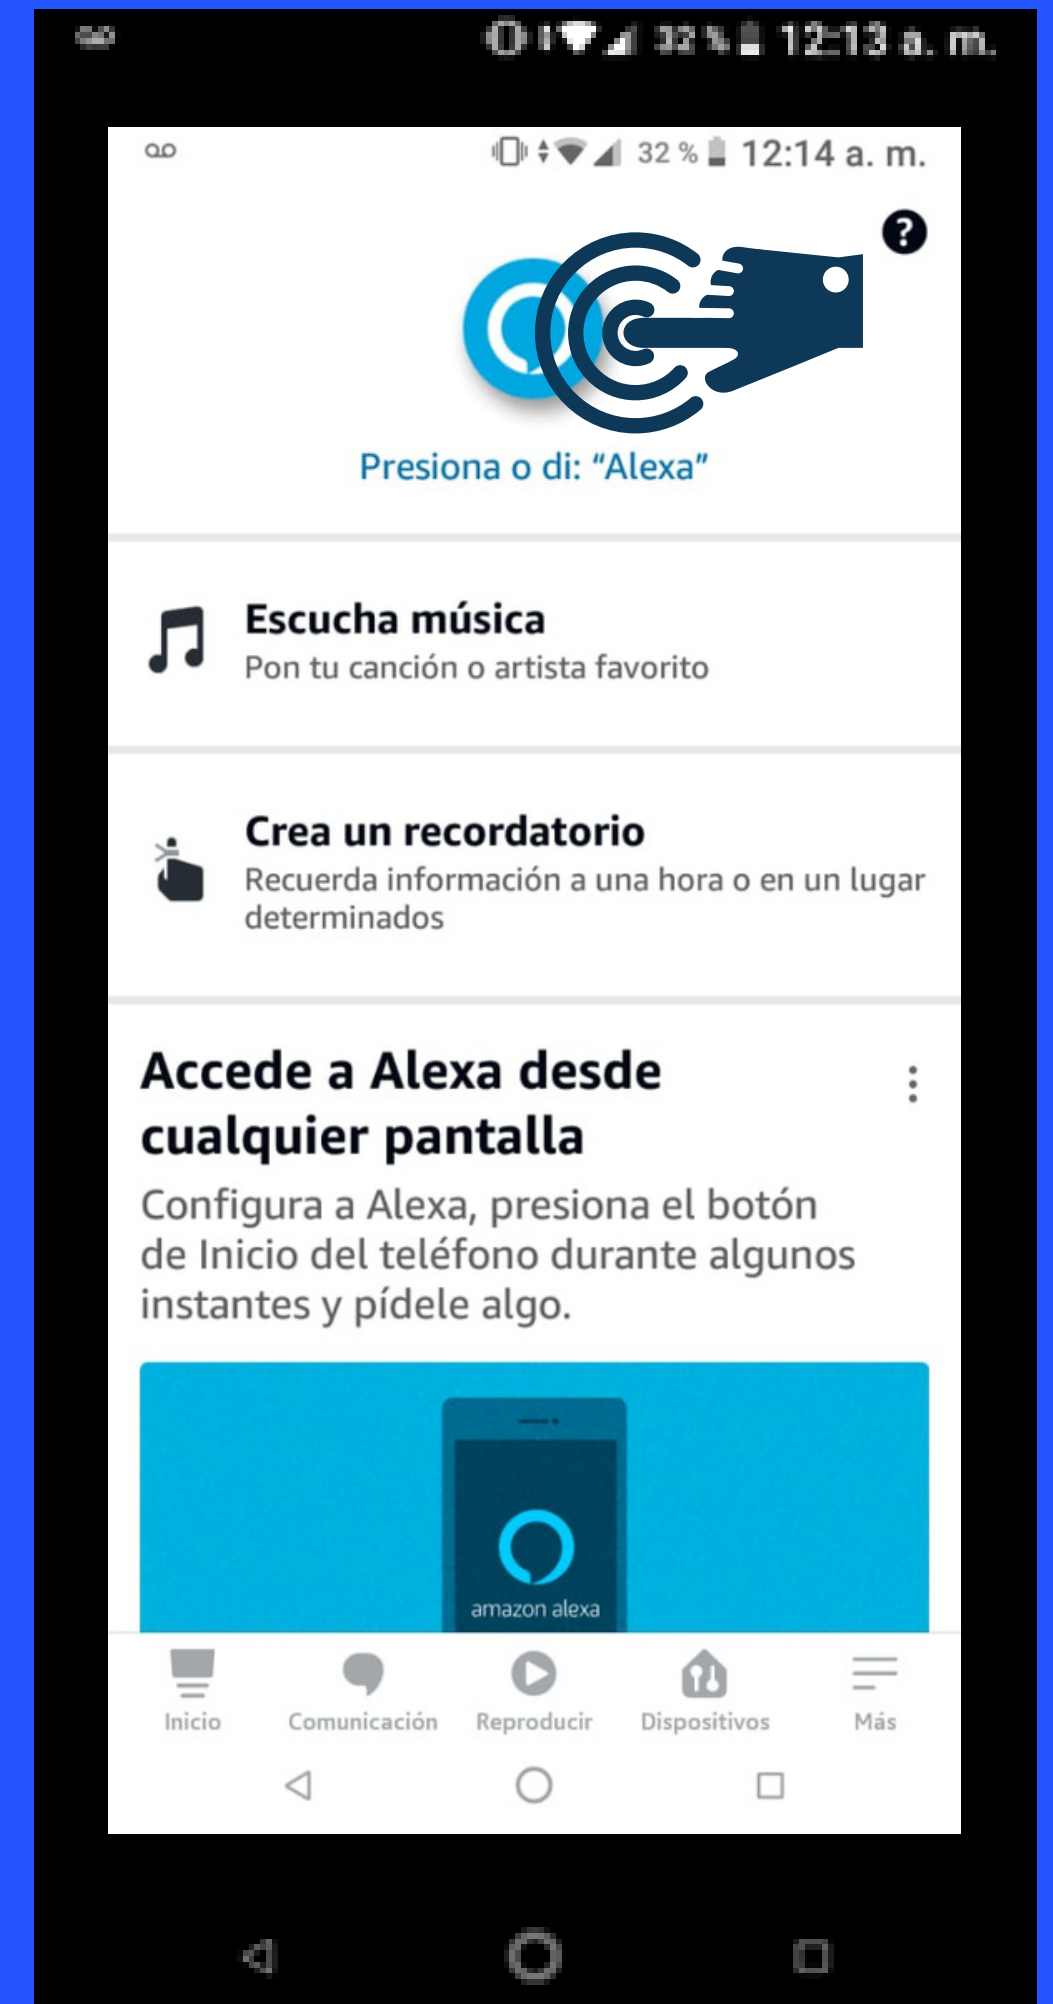 32 % 12:13 a. m.
32 % 12:14 a. m.
?
Presiona o di: “Alexa”
Escucha música
Pon tu canción o artista favorito
Crea un recordatorio
Recuerda información a una hora o en un lugar
determinados
Accede a Alexa desde
cualquier pantalla
Configura a Alexa, presiona el botón
de Inicio del teléfono durante algunos
instantes y pídele algo.
amazon alexa
Inicio Comunicación Reproducir Dispositivos Más